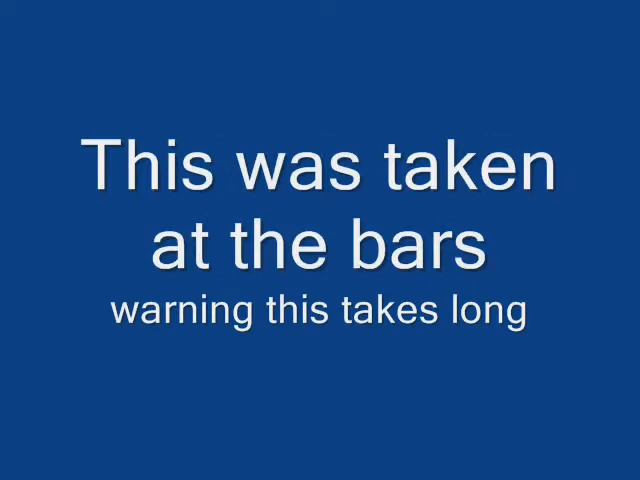 This was taken
at the bars
warning this takes long